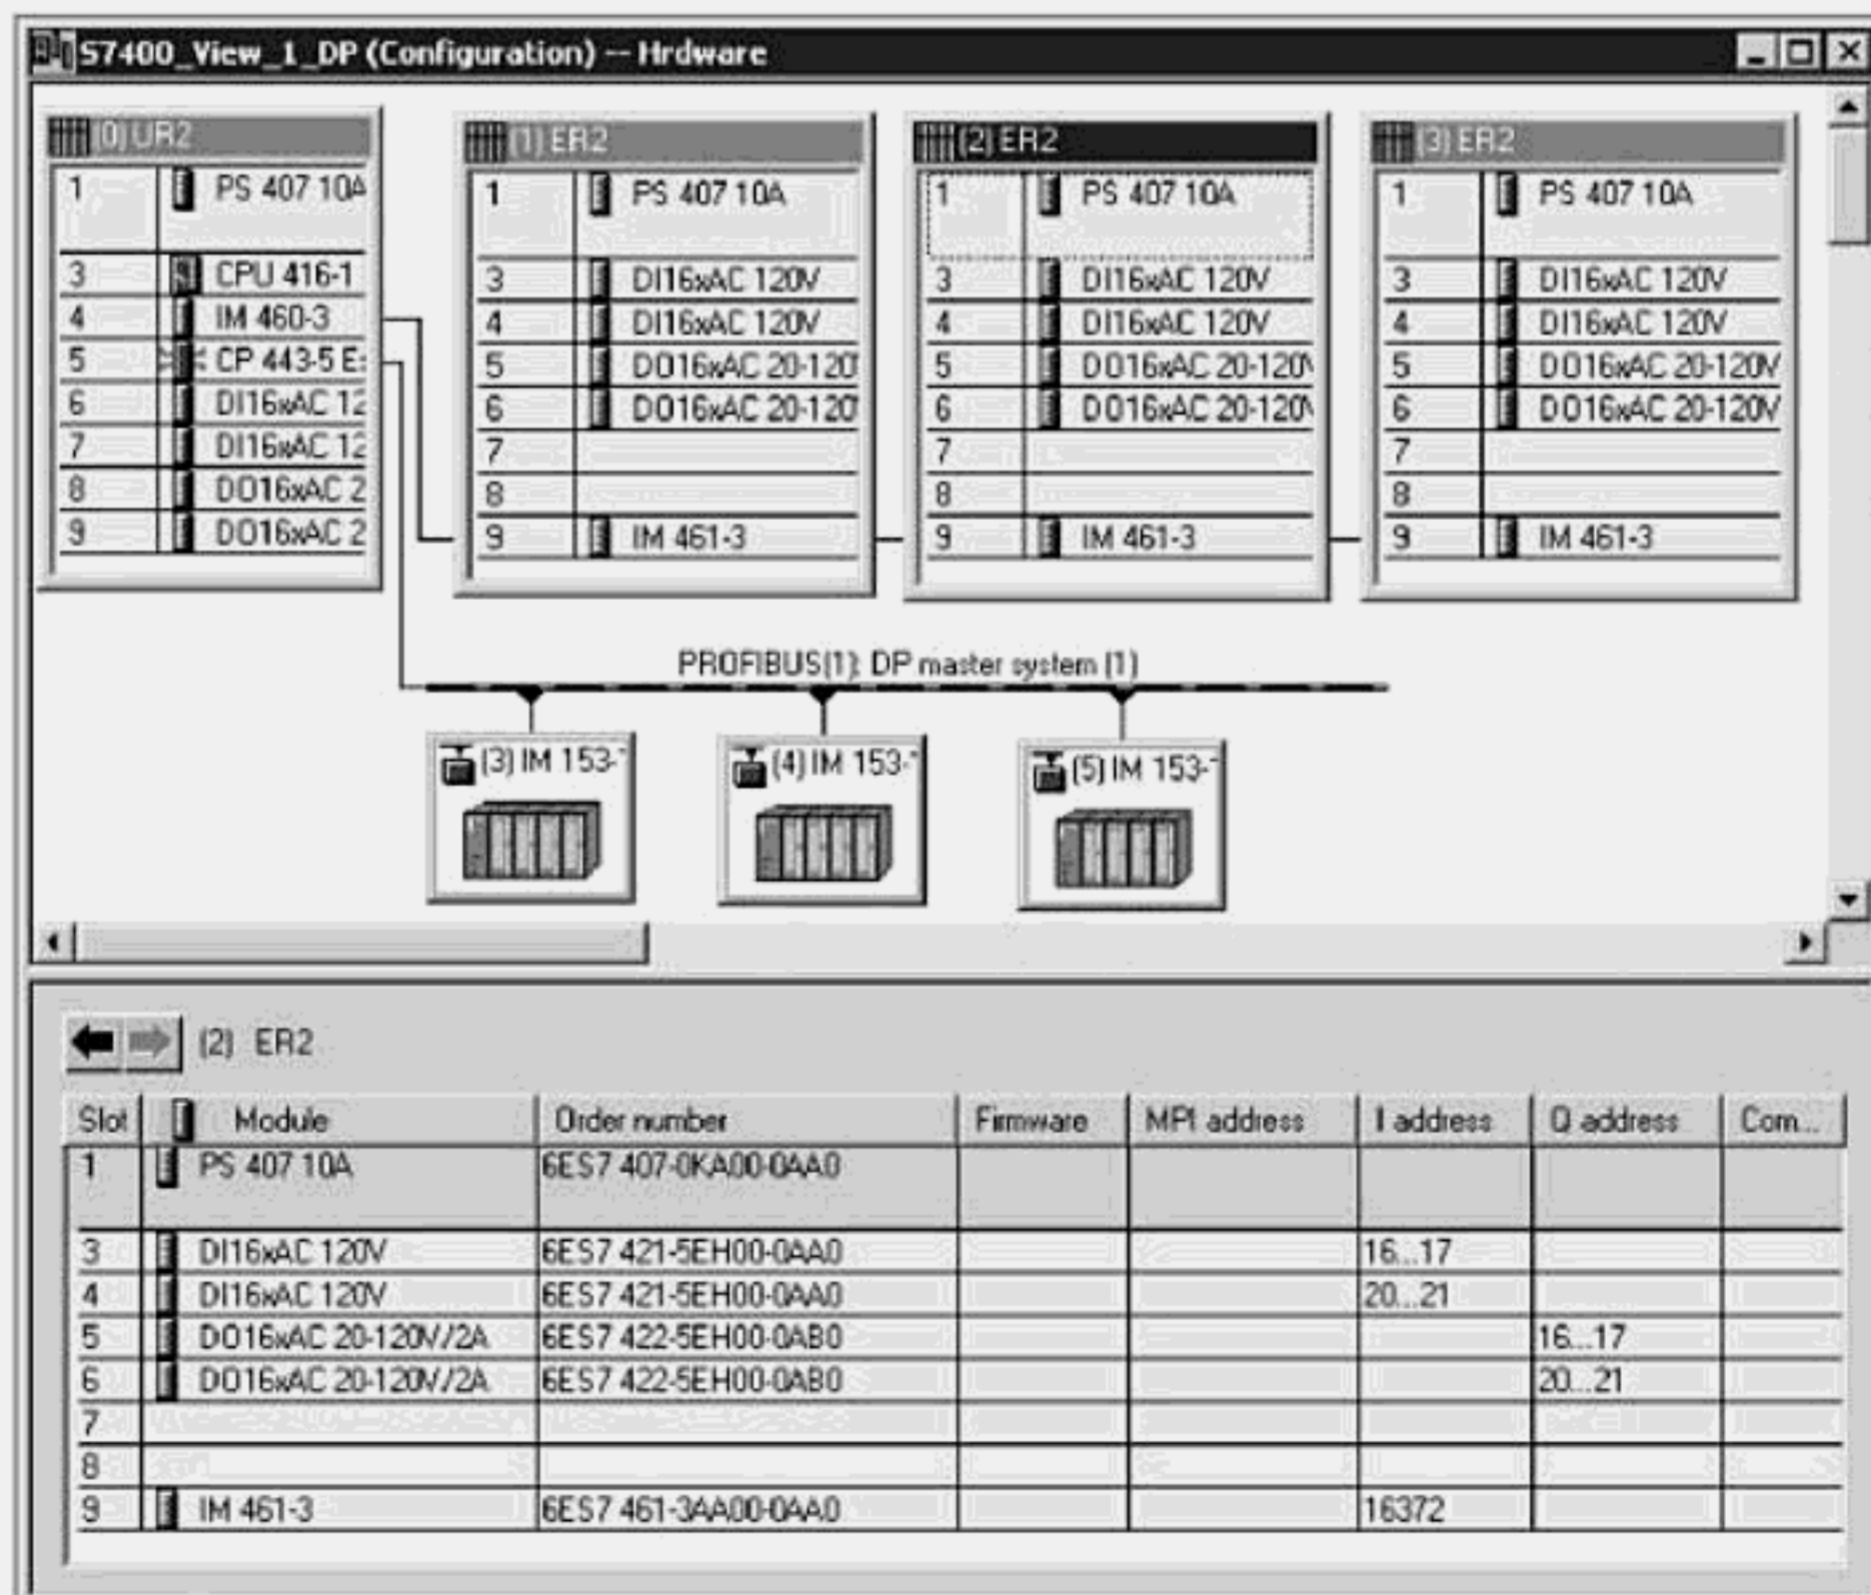 S7400_View_1_DP (Configuration) -- Hrdware
(0) UR2
1 PS 407 10A
3 CPU 416-1
4 IM 460-3
5 CP 443-5 E
6 DI16xAC 12
7 DI16xAC 12
8 DO16xAC 2
9 DO16xAC 2
(1) ER2
1 PS 407 10A
3 DI16xAC 120V
4 DI16xAC 120V
5 DO16xAC 20-120
6 DO16xAC 20-120
7
8
9 IM 461-3
(2) ER2
1 PS 407 10A
3 DI16xAC 120V
4 DI16xAC 120V
5 DO16xAC 20-120V
6 DO16xAC 20-120V
7
8
9 IM 461-3
(3) ER2
1 PS 407 10A
3 DI16xAC 120V
4 DI16xAC 120V
5 DO16xAC 20-120V
6 DO16xAC 20-120V
7
8
9 IM 461-3
PROFIBUS(1): DP master system (1)
(3) IM 153-
(4) IM 153-
(5) IM 153-
(2) ER2
Slot Module Order number Firmware MPI address I address Q address Com...
1 PS 407 10A 6ES7 407-0KA00-0AA0
3 DI16xAC 120V 6ES7 421-5EH00-0AA0 16...17
4 DI16xAC 120V 6ES7 421-5EH00-0AA0 20...21
5 DO16xAC 20-120V/2A 6ES7 422-5EH00-0AB0 16...17
6 DO16xAC 20-120V/2A 6ES7 422-5EH00-0AB0 20...21
7
8
9 IM 461-3 6ES7 461-3AA00-0AA0 16372